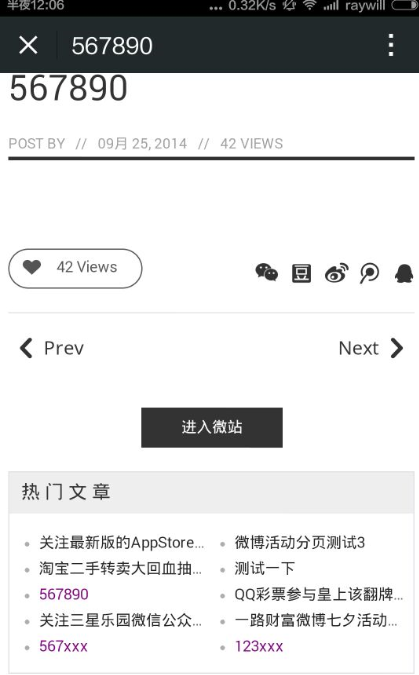 半夜12:06 ... 0.32K/s raywill
567890
567890
POST BY // 09月 25, 2014 // 42 VIEWS
42 Views
豆
Prev Next
进入微站
热门文章
关注最新版的AppStore... 微博活动分页测试3
淘宝二手转卖大回血抽... 测试一下
567890 QQ彩票参与皇上该翻牌...
关注三星乐园微信公众... 一路财富微博七夕活动...
567xxx 123xxx